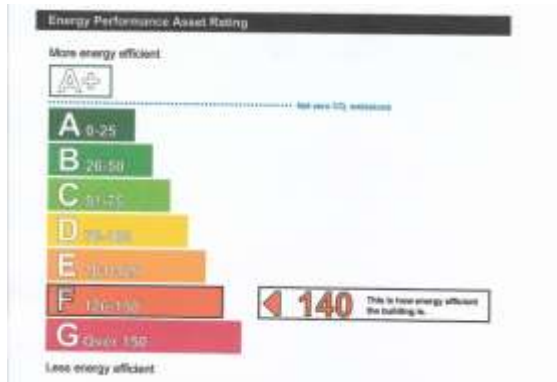 Energy Performance Asset Rating
More energy efficient
A+
Net zero CO₂ emissions
A 0-25
B 26-50
C 51-75
D 76-100
E 101-125
F 126-150
140
This is how energy efficient
the building is.
G Over 150
Less energy efficient